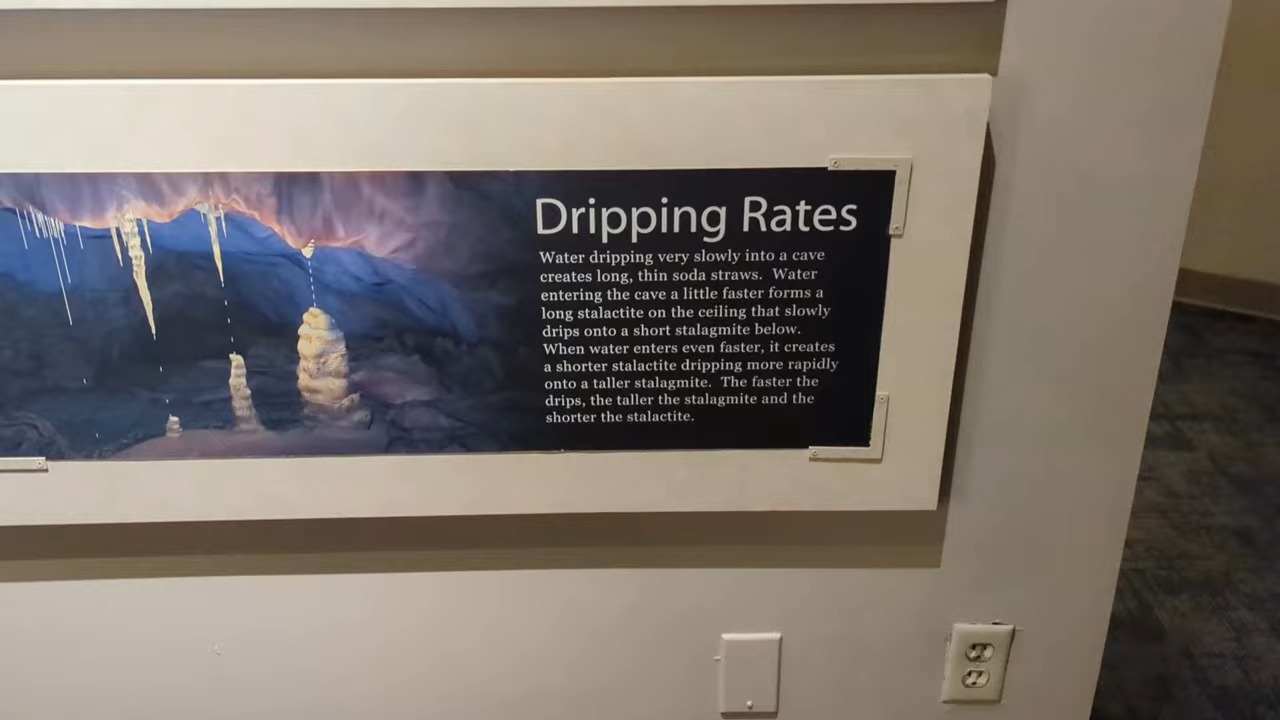 Dripping Rates
Water dripping very slowly into a cave
creates long, thin soda straws. Water
entering the cave a little faster forms a
long stalactite on the ceiling that slowly
drips onto a short stalagmite below.
When water enters even faster, it creates
a shorter stalactite dripping more rapidly
onto a taller stalagmite. The faster the
drips, the taller the stalagmite and the
shorter the stalactite.